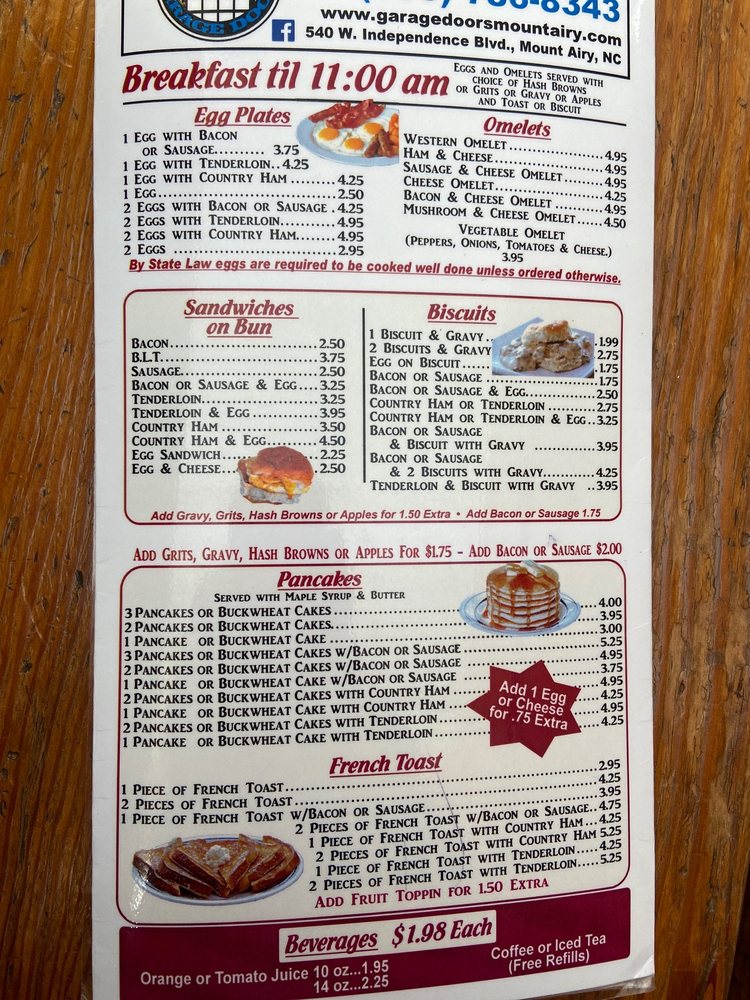 GARAGE DOO
-8343
www.garagedoorsmountairy.com
f 540 W. Independence Blvd., Mount Airy, NC
Breakfast til 11:00 am
EGGS AND OMELETS SERVED WITH
CHOICE OF HASH BROWNS
OR GRITS OR GRAVY OR APPLES
AND TOAST OR BISCUIT
Egg Plates
1 EGG WITH BACON
OR SAUSAGE......... 3.75
1 EGG WITH TENDERLOIN..4.25
1 EGG WITH COUNTRY HAM .........4.25
1 EGG.......................................2.50
2 EGGS WITH BACON OR SAUSAGE .4.25
2 EGGS WITH TENDERLOIN............4.95
2 EGGS WITH COUNTRY HAM.........4.95
2 EGGS ....................................2.95
Omelets
WESTERN OMELET.......................4.95
HAM & CHEESE..........................4.95
SAUSAGE & CHEESE OMELET.........4.95
CHEESE OMELET........................4.25
BACON & CHEESE OMELET ...........4.95
MUSHROOM & CHEESE OMELET......4.50
VEGETABLE OMELET
(PEPPERS, ONIONS, TOMATOES & CHEESE.)
3.95
By State Law eggs are required to be cooked well done unless ordered otherwise.
Sandwiches
on Bun
BACON.....................................2.50
B.L.T.......................................3.75
SAUSAGE..................................2.50
BACON OR SAUSAGE & EGG....3.25
TENDERLOIN.............................3.25
TENDERLOIN & EGG .................3.95
COUNTRY HAM ........................3.50
COUNTRY HAM & EGG..............4.50
EGG SANDWICH.......................2.25
EGG & CHEESE.........................2.50
Biscuits
1 BISCUIT & GRAVY.. .1.99
2 BISCUITS & GRAVY 2.75
EGG ON BISCUIT...... .1.75
BACON OR SAUSAGE ....................1.75
BACON OR SAUSAGE & EGG............2.50
COUNTRY HAM OR TENDERLOIN .......2.75
COUNTRY HAM OR TENDERLOIN & EGG..3.25
BACON OR SAUSAGE
& BISCUIT WITH GRAVY .............3.95
BACON OR SAUSAGE
& 2 BISCUITS WITH GRAVY...........4.25
TENDERLOIN & BISCUIT WITH GRAVY ..3.95
Add Gravy, Grits, Hash Browns or Apples for 1.50 Extra • Add Bacon or Sausage 1.75
ADD GRITS, GRAVY, HASH BROWNS OR APPLES FOR $1.75 – ADD BACON OR SAUSAGE $2.00
Pancakes
SERVED WITH MAPLE SYRUP & BUTTER
3 PANCAKES OR BUCKWHEAT CAKES......................4.00
2 PANCAKES OR BUCKWHEAT CAKES......................3.95
1 PANCAKE OR BUCKWHEAT CAKE ......................3.00
3 PANCAKES OR BUCKWHEAT CAKES W/BACON OR SAUSAGE ......................5.25
2 PANCAKES OR BUCKWHEAT CAKES W/BACON OR SAUSAGE ......................4.95
1 PANCAKE OR BUCKWHEAT CAKE W/BACON OR SAUSAGE ......................3.75
2 PANCAKES OR BUCKWHEAT CAKES WITH COUNTRY HAM ......4.95
1 PANCAKE OR BUCKWHEAT CAKE WITH COUNTRY HAM ......4.25
2 PANCAKES OR BUCKWHEAT CAKES WITH TENDERLOIN......4.95
1 PANCAKE OR BUCKWHEAT CAKE WITH TENDERLOIN......4.25
Add 1 Egg
or Cheese
for .75 Extra
French Toast
1 PIECE OF FRENCH TOAST......................2.95
2 PIECES OF FRENCH TOAST......................4.25
1 PIECE OF FRENCH TOAST W/BACON OR SAUSAGE......................3.95
2 PIECES OF FRENCH TOAST W/BACON OR SAUSAGE..4.75
1 PIECE OF FRENCH TOAST WITH COUNTRY HAM...4.25
2 PIECES OF FRENCH TOAST WITH COUNTRY HAM 5.25
1 PIECE OF FRENCH TOAST WITH TENDERLOIN.....4.25
2 PIECES OF FRENCH TOAST WITH TENDERLOIN.....5.25
ADD FRUIT TOPPIN FOR 1.50 EXTRA
Beverages $1.98 Each
Orange or Tomato Juice 10 oz...1.95
14 oz...2.25
Coffee or Iced Tea
(Free Refills)